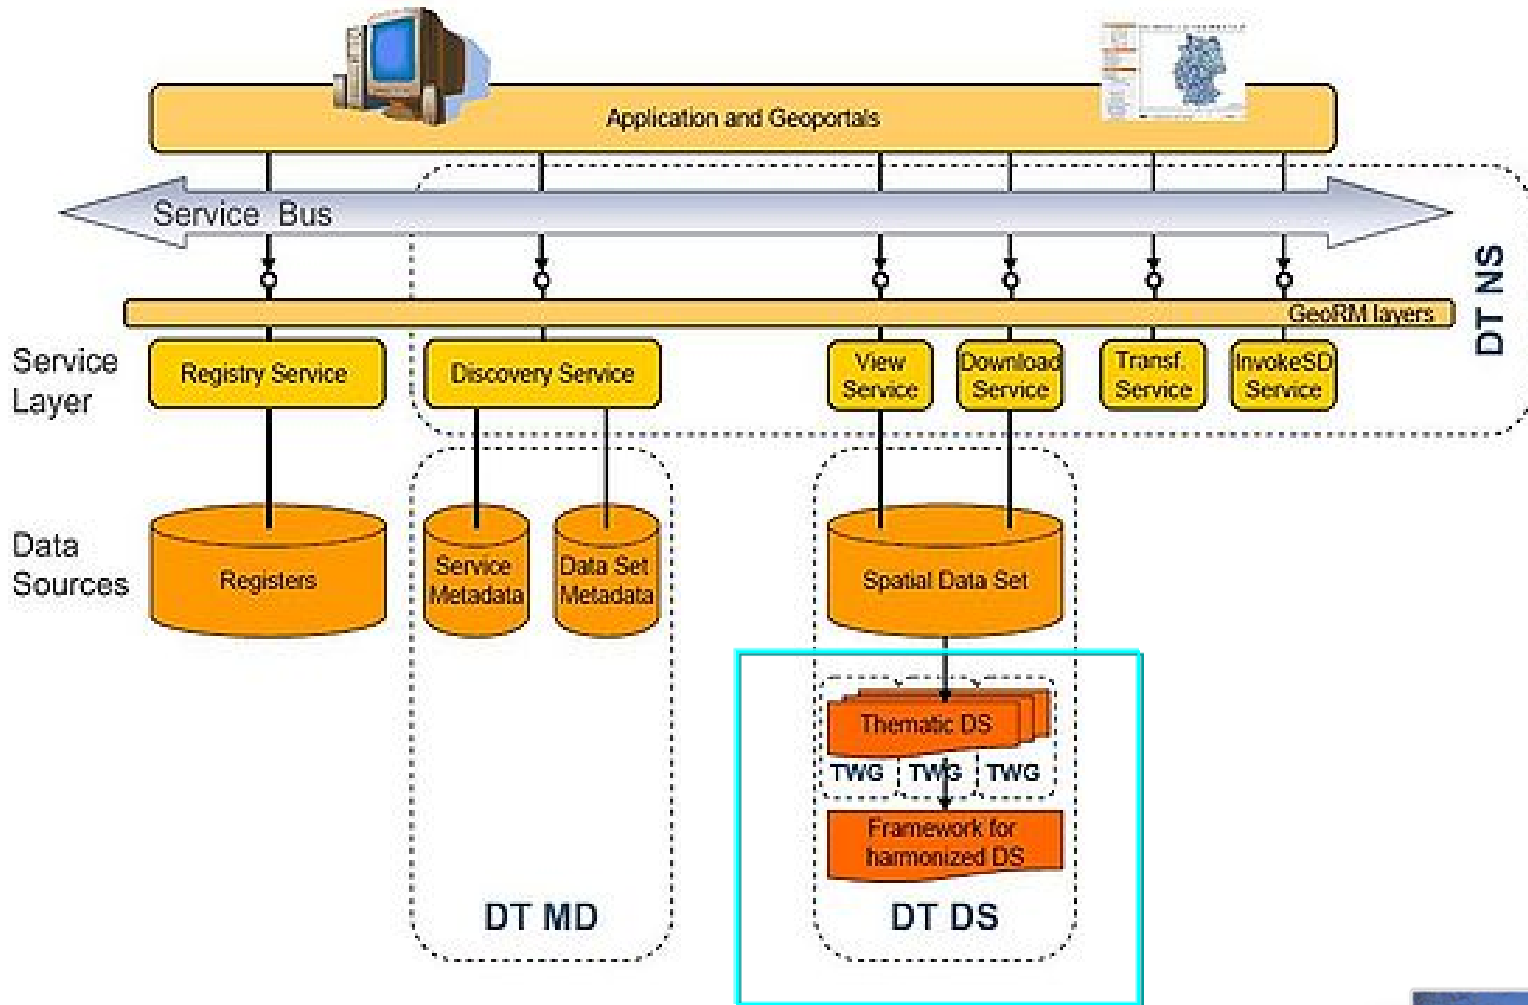 Application and Geoportals
Service Bus
DT NS
GeoRM layers
Service
Layer
Registry Service
Discovery Service
View
Service
Download
Service
Transf.
Service
InvokeSD
Service
Data
Sources
Registers
Service
Metadata
Data Set
Metadata
Spatial Data Set
Thematic DS
TWG TWG TWG
Framework for
harmonized DS
DT MD
DT DS